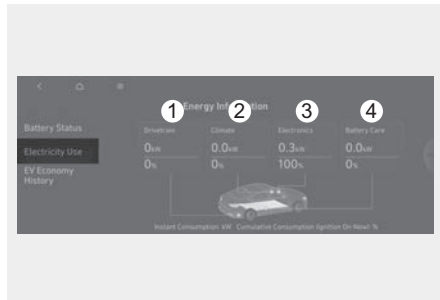 1 2 3 4
Energy Information
Battery Status
Electricity Use
EV Economy
History
Drivetrain Climate Electronics Battery Care
0kW 0.0kW 0.3kW 0.0kW
0% 0% 100% 0%
Instant Consumption: kW Cumulative Consumption (Ignition On-Now): %